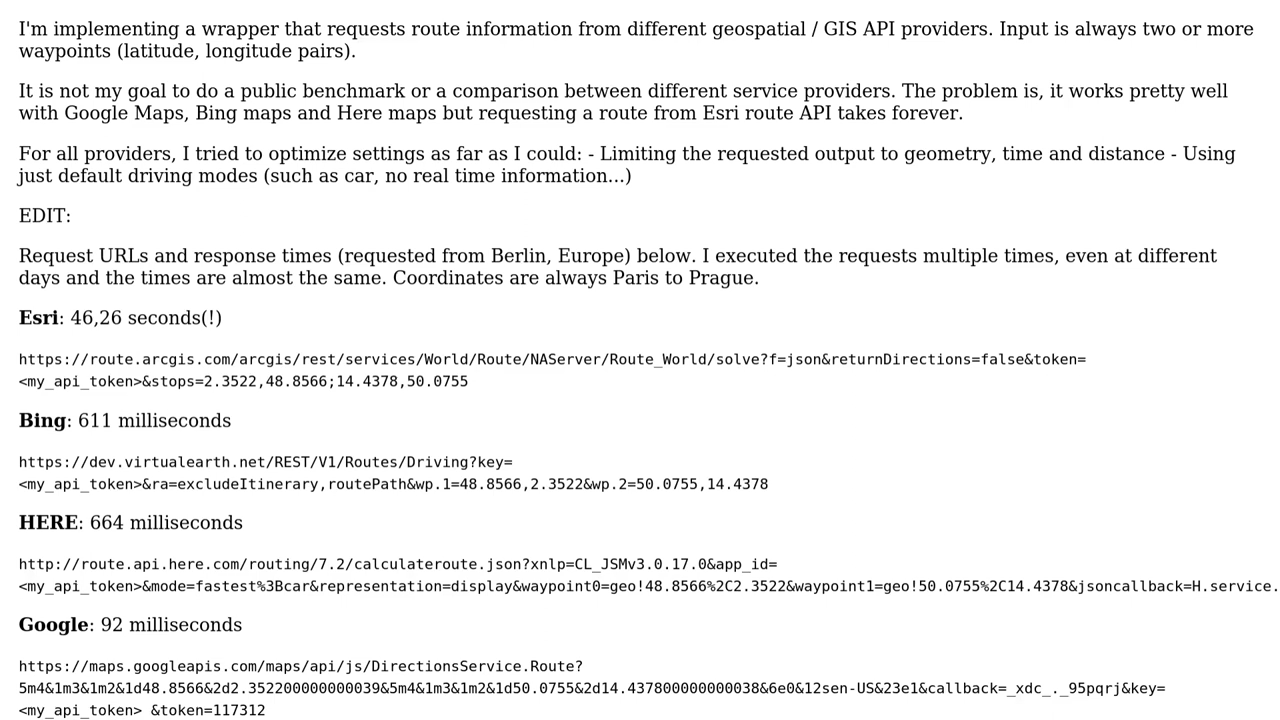 I'm implementing a wrapper that requests route information from different geospatial / GIS API providers. Input is always two or more
waypoints (latitude, longitude pairs).
It is not my goal to do a public benchmark or a comparison between different service providers. The problem is, it works pretty well
with Google Maps, Bing maps and Here maps but requesting a route from Esri route API takes forever.
For all providers, I tried to optimize settings as far as I could: - Limiting the requested output to geometry, time and distance - Using
just default driving modes (such as car, no real time information...)
EDIT:
Request URLs and response times (requested from Berlin, Europe) below. I executed the requests multiple times, even at different
days and the times are almost the same. Coordinates are always Paris to Prague.
Esri: 46,26 seconds(!)
https://route.arcgis.com/arcgis/rest/services/World/Route/NAServer/Route_World/solve?f=json&returnDirections=false&token=
<my_api_token>&stops=2.3522,48.8566;14.4378,50.0755
Bing: 611 milliseconds
https://dev.virtualearth.net/REST/V1/Routes/Driving?key=
<my_api_token>&ra=excludeItinerary,routePath&wp.1=48.8566,2.3522&wp.2=50.0755,14.4378
HERE: 664 milliseconds
http://route.api.here.com/routing/7.2/calculateroute.json?xnlp=CL_JSMv3.0.17.0&app_id=
<my_api_token>&mode=fastest%3Bcar&representation=display&waypoint0=geo!48.8566%2C2.3522&waypoint1=geo!50.0755%2C14.4378&jsoncallback=H.service.
Google: 92 milliseconds
https://maps.googleapis.com/maps/api/js/DirectionsService.Route?
5m4&1m3&1m2&1d48.8566&2d2.352200000000039&5m4&1m3&1m2&1d50.0755&2d14.437800000000038&6e0&12sen-US&23e1&callback=_xdc_._95pqrj&key=
<my_api_token> &token=117312